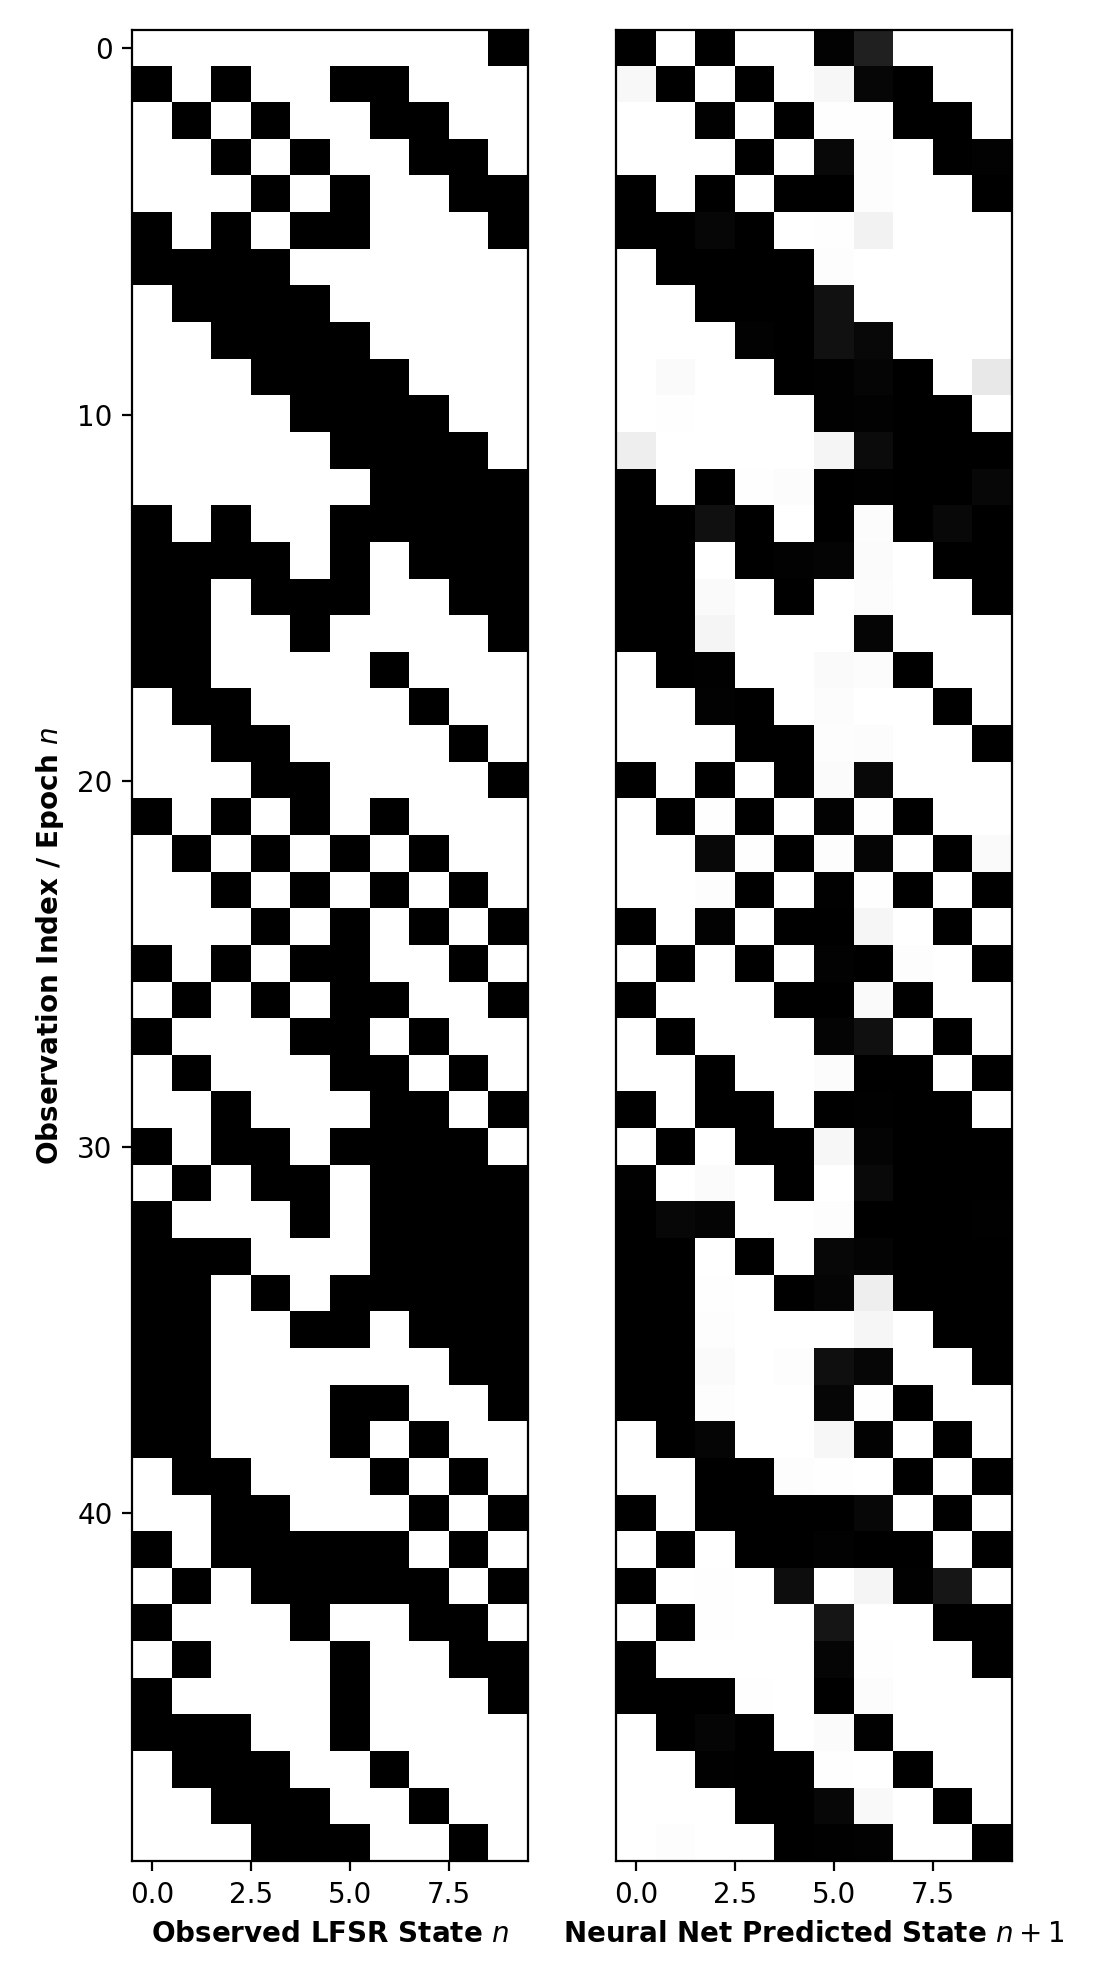 0
10
20
30
40
Observation Index / Epoch n
0.0 2.5 5.0 7.5
0.0 2.5 5.0 7.5
Observed LFSR State n
Neural Net Predicted State n + 1